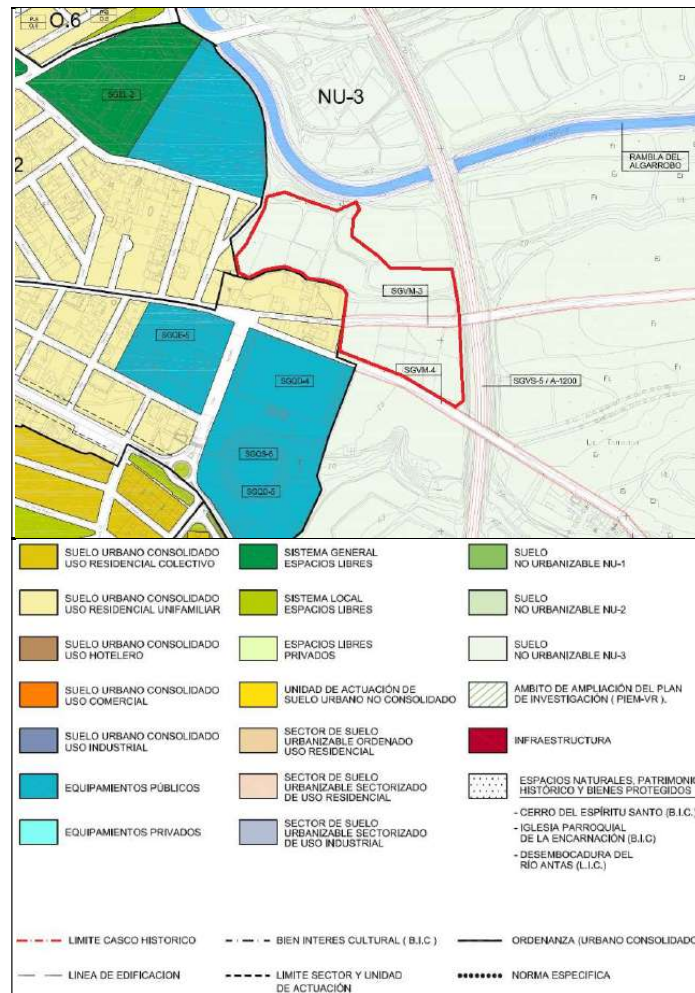 O.6
NU-3
SGEL-2
2
RAMBLA DEL
ALGARROBO
SGVM-3
SGVM-4
SGVS-5 / A-1200
SUELO URBANO CONSOLIDADO
USO RESIDENCIAL COLECTIVO
SUELO URBANO CONSOLIDADO
USO RESIDENCIAL UNIFAMILIAR
SUELO URBANO CONSOLIDADO
USO HOTELERO
SUELO URBANO CONSOLIDADO
USO COMERCIAL
SUELO URBANO CONSOLIDADO
USO INDUSTRIAL
EQUIPAMIENTOS PÚBLICOS
EQUIPAMIENTOS PRIVADOS
SISTEMA GENERAL
ESPACIOS LIBRES
SISTEMA LOCAL
ESPACIOS LIBRES
ESPACIOS LIBRES
PRIVADOS
UNIDAD DE ACTUACIÓN DE
SUELO URBANO NO CONSOLIDADO
SECTOR DE SUELO
URBANIZABLE ORDENADO
USO RESIDENCIAL
SECTOR DE SUELO
URBANIZABLE SECTORIZADO
DE USO RESIDENCIAL
SECTOR DE SUELO
URBANIZABLE SECTORIZADO
DE USO INDUSTRIAL
SUELO
NO URBANIZABLE NU-1
SUELO
NO URBANIZABLE NU-2
SUELO
NO URBANIZABLE NU-3
AMBITO DE AMPLIACIÓN DEL PLAN
DE INVESTIGACIÓN ( PIEM-VR ).
INFRAESTRUCTURA
ESPACIOS NATURALES, PATRIMONIO
HISTÓRICO Y BIENES PROTEGIDOS
- CERRO DEL ESPÍRITU SANTO (B.I.C.)
- IGLESIA PARROQUIAL
DE LA ENCARNACIÓN (B.I.C)
- DESEMBOCADURA DEL
RÍO ANTAS (L.I.C.)
LIMITE CASCO HISTORICO
BIEN INTERES CULTURAL ( B.I.C )
ORDENANZA (URBANO CONSOLIDADO
LINEA DE EDIFICACION
LIMITE SECTOR Y UNIDAD
DE ACTUACIÓN
NORMA ESPECIFICA